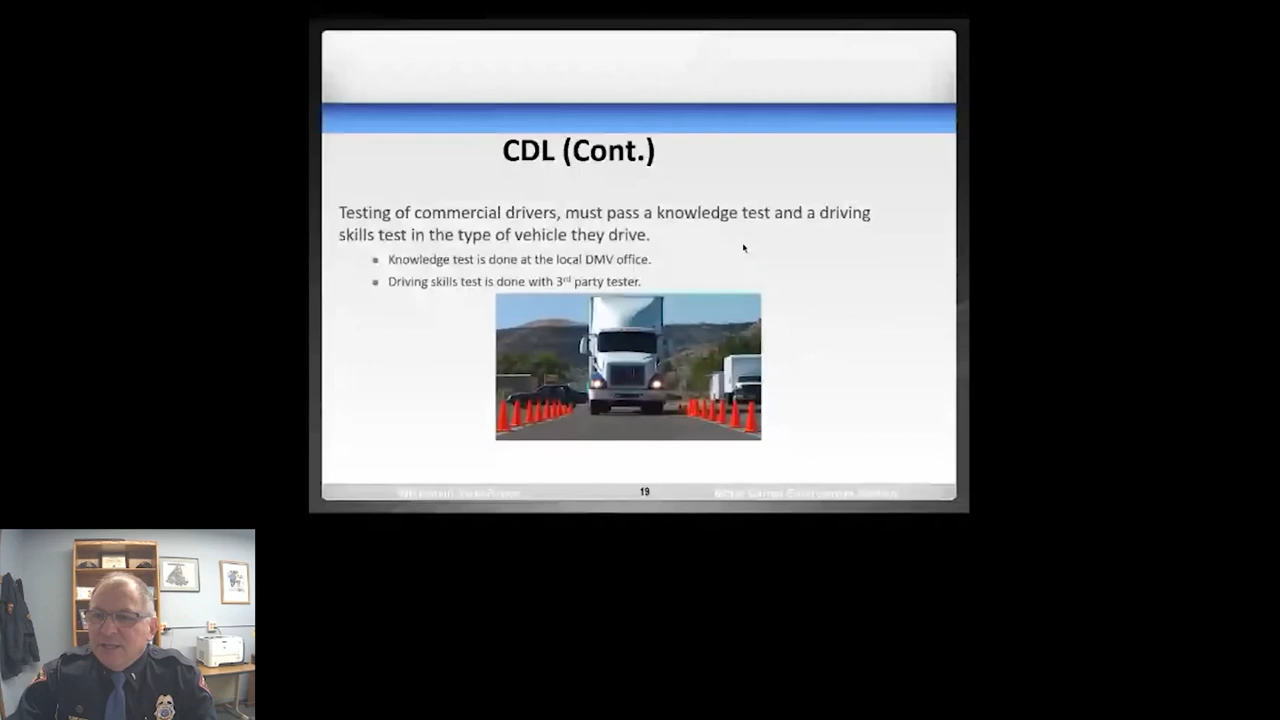 CDL (Cont.)
Testing of commercial drivers, must pass a knowledge test and a driving
skills test in the type of vehicle they drive.
Knowledge test is done at the local DMV office.
Driving skills test is done with 3rd party tester.
19